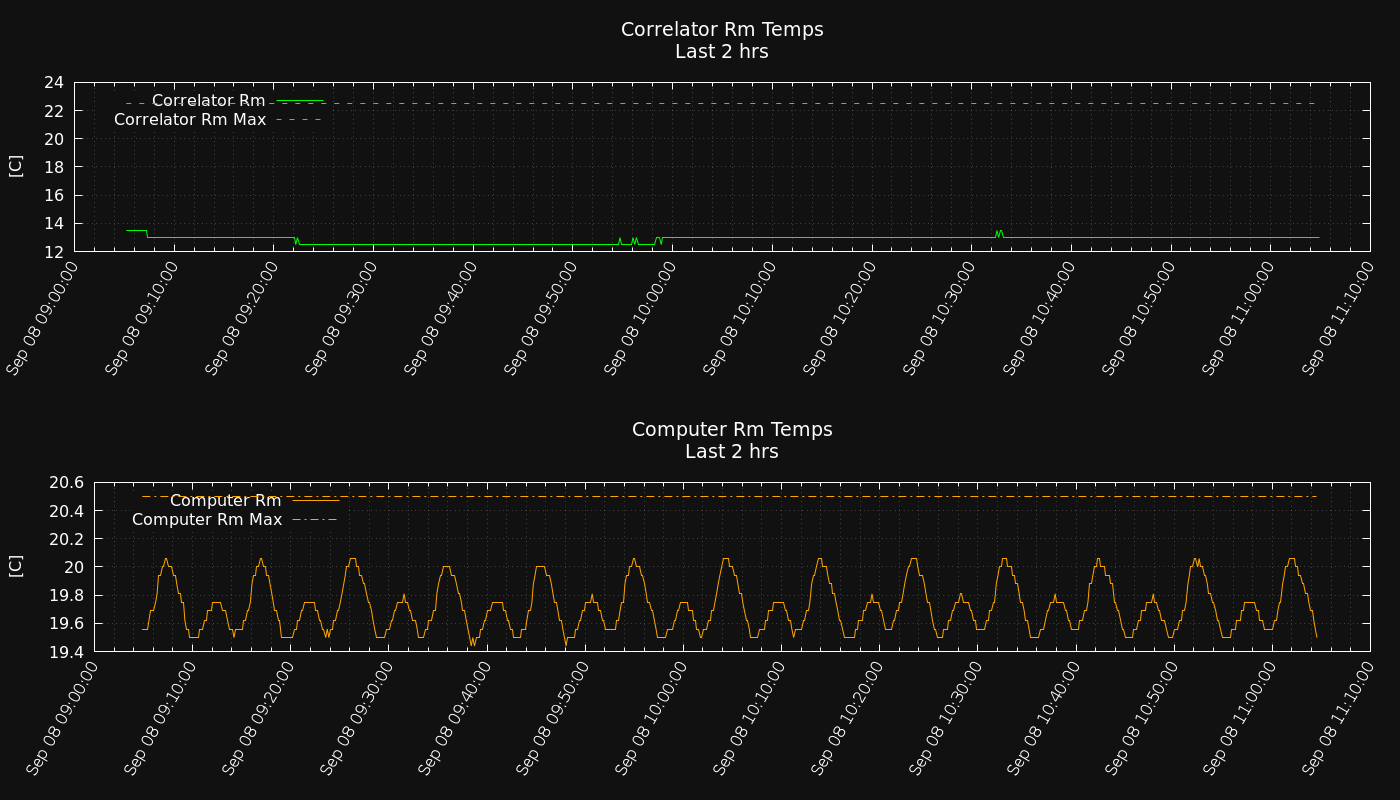 Correlator Rm Temps
Last 2 hrs
24
22
20
18
16
14
12
[C]
Correlator Rm
Correlator Rm Max
Sep 08 09:00:00
Sep 08 09:10:00
Sep 08 09:20:00
Sep 08 09:30:00
Sep 08 09:40:00
Sep 08 09:50:00
Sep 08 10:00:00
Sep 08 10:10:00
Sep 08 10:20:00
Sep 08 10:30:00
Sep 08 10:40:00
Sep 08 10:50:00
Sep 08 11:00:00
Sep 08 11:10:00
Computer Rm Temps
Last 2 hrs
20.6
20.4
20.2
20
19.8
19.6
19.4
[C]
Computer Rm
Computer Rm Max
Sep 08 09:00:00
Sep 08 09:10:00
Sep 08 09:20:00
Sep 08 09:30:00
Sep 08 09:40:00
Sep 08 09:50:00
Sep 08 10:00:00
Sep 08 10:10:00
Sep 08 10:20:00
Sep 08 10:30:00
Sep 08 10:40:00
Sep 08 10:50:00
Sep 08 11:00:00
Sep 08 11:10:00